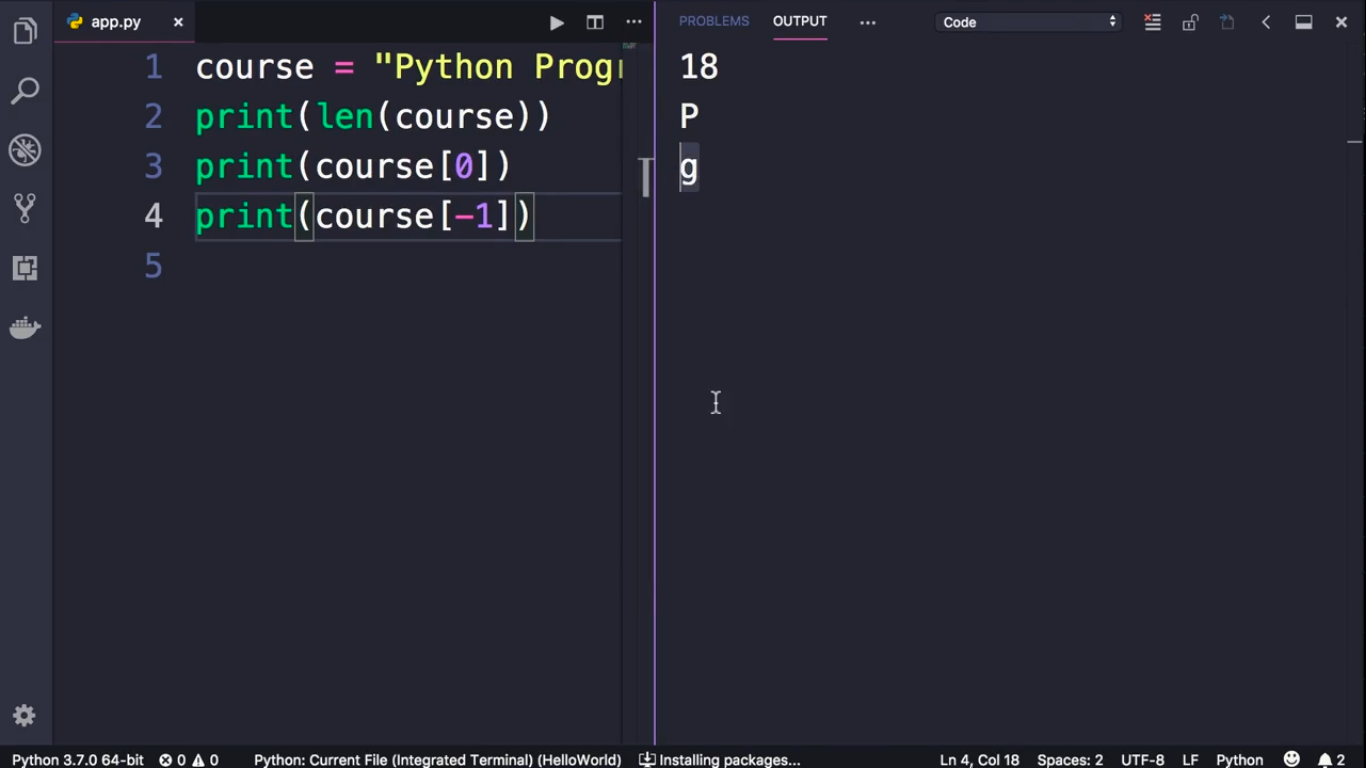 app.py
PROBLEMS OUTPUT Code
1 course = "Python Prog
2 print(len(course))
3 print(course[0])
4 print(course[-1])
5
18
P
g
Python 3.7.0 64-bit 0 0 Python: Current File (Integrated Terminal) (HelloWorld) Installing packages... Ln 4, Col 18 Spaces: 2 UTF-8 LF Python 2